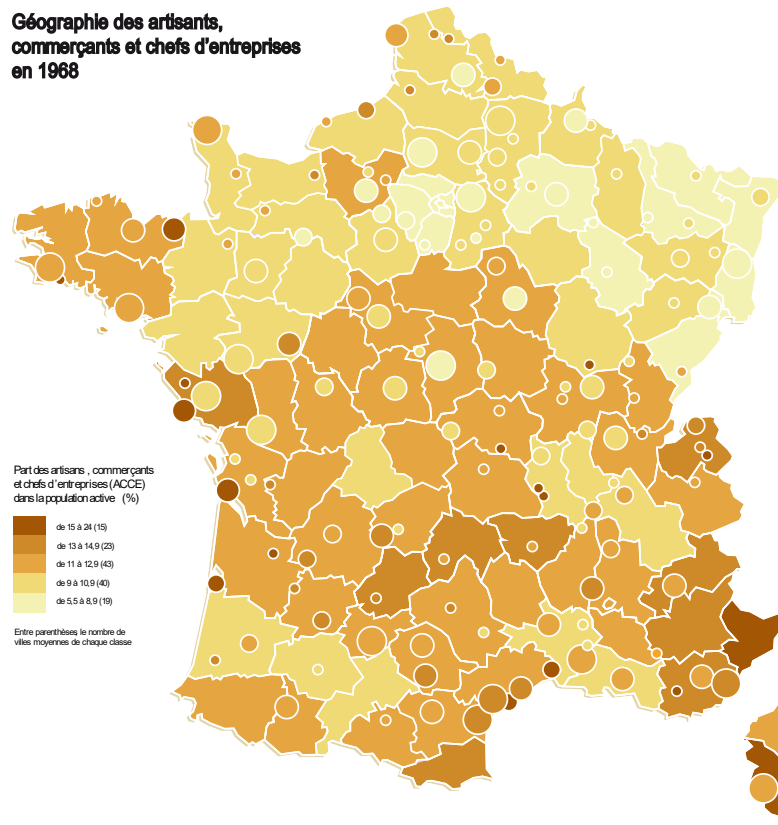 Géographie des artisants,
commerçants et chefs d'entreprises
en 1968
Part des artisans , commerçants
et chefs d'entreprises (ACCE)
dans la population active (%)
de 15 à 24 (15)
de 13 à 14,9 (23)
de 11 à 12,9 (43)
de 9 à 10,9 (40)
de 5,5 à 8,9 (19)
Entre parenthèses le nombre de
villes moyennes de chaque classe